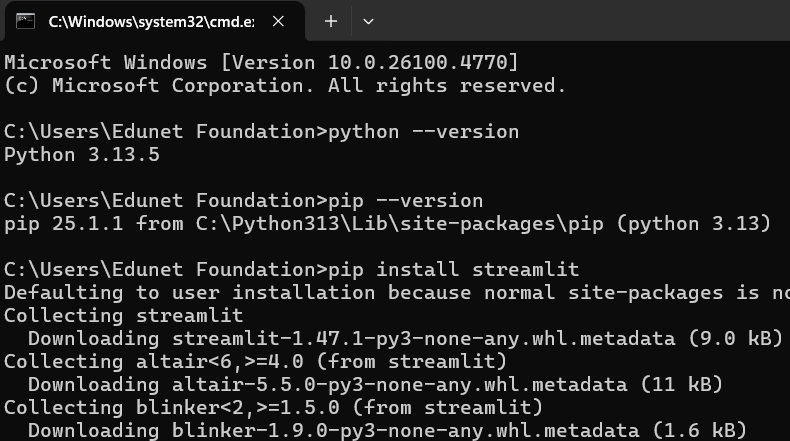 C:\Windows\system32\cmd.e
Microsoft Windows [Version 10.0.26100.4770]
(c) Microsoft Corporation. All rights reserved.
C:\Users\Edunet Foundation>python --version
Python 3.13.5
C:\Users\Edunet Foundation>pip --version
pip 25.1.1 from C:\Python313\Lib\site-packages\pip (python 3.13)
C:\Users\Edunet Foundation>pip install streamlit
Defaulting to user installation because normal site-packages is
Collecting streamlit
  Downloading streamlit-1.47.1-py3-none-any.whl.metadata (9.0 kB)
Collecting altair<6,>=4.0 (from streamlit)
  Downloading altair-5.5.0-py3-none-any.whl.metadata (11 kB)
Collecting blinker<2,>=1.5.0 (from streamlit)
  Downloading blinker-1.9.0-py3-none-any.whl.metadata (1.6 kB)